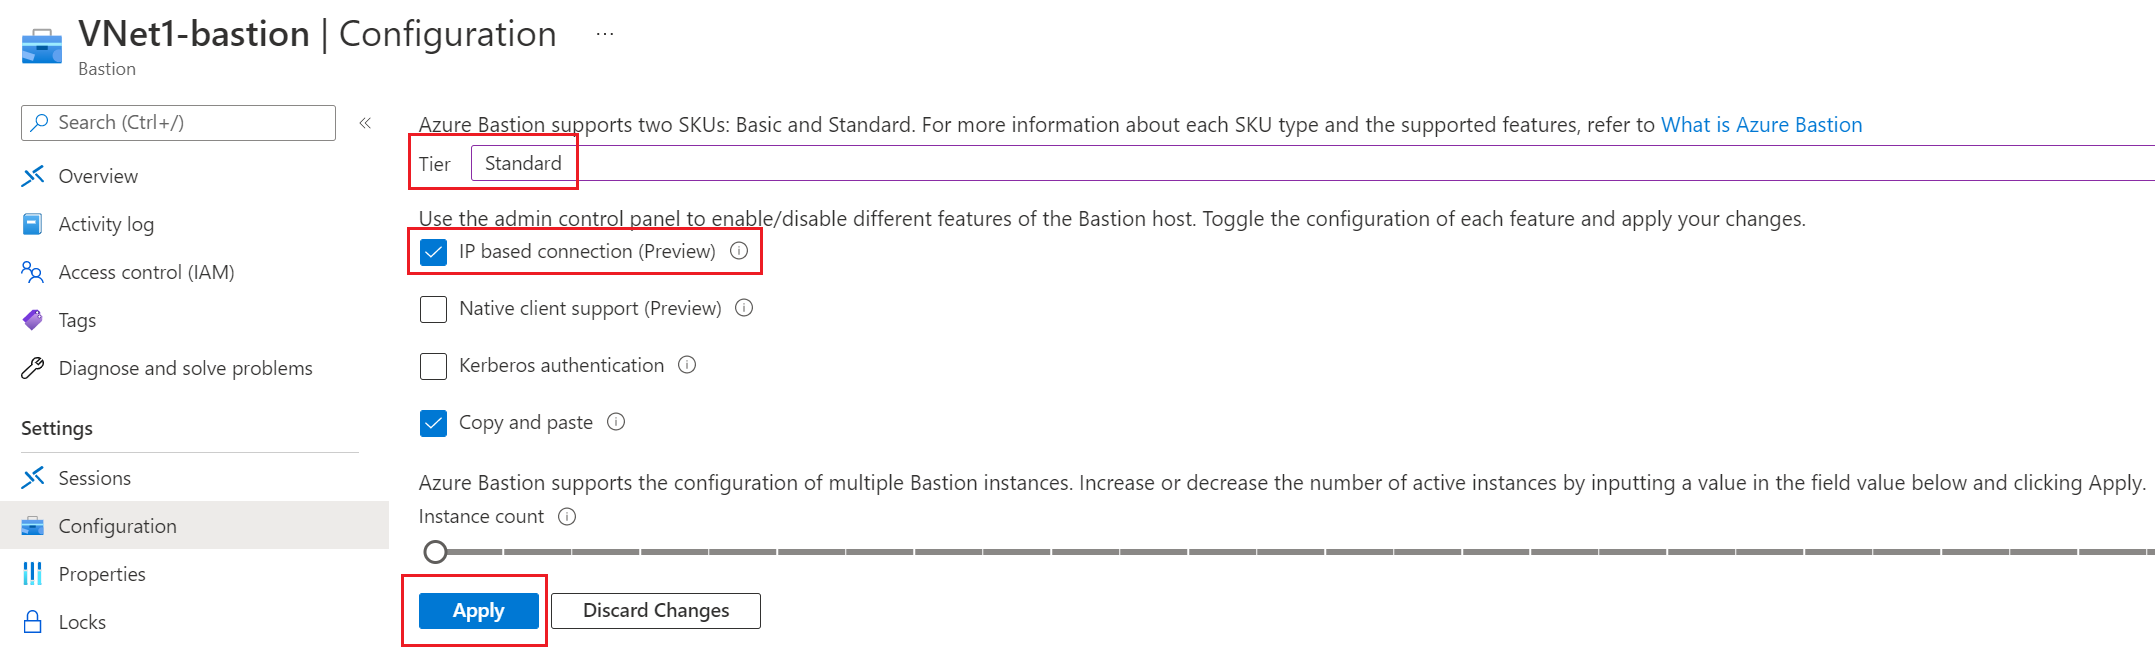 VNet1-bastion | Configuration ...
Bastion
Search (Ctrl+/)
«
Overview
Activity log
Access control (IAM)
Tags
Diagnose and solve problems
Settings
Sessions
Configuration
Properties
Locks
Azure Bastion supports two SKUs: Basic and Standard. For more information about each SKU type and the supported features, refer to What is Azure Bastion
Tier Standard
Use the admin control panel to enable/disable different features of the Bastion host. Toggle the configuration of each feature and apply your changes.
IP based connection (Preview)
Native client support (Preview)
Kerberos authentication
Copy and paste
Azure Bastion supports the configuration of multiple Bastion instances. Increase or decrease the number of active instances by inputting a value in the field value below and clicking Apply.
Instance count
Apply Discard Changes